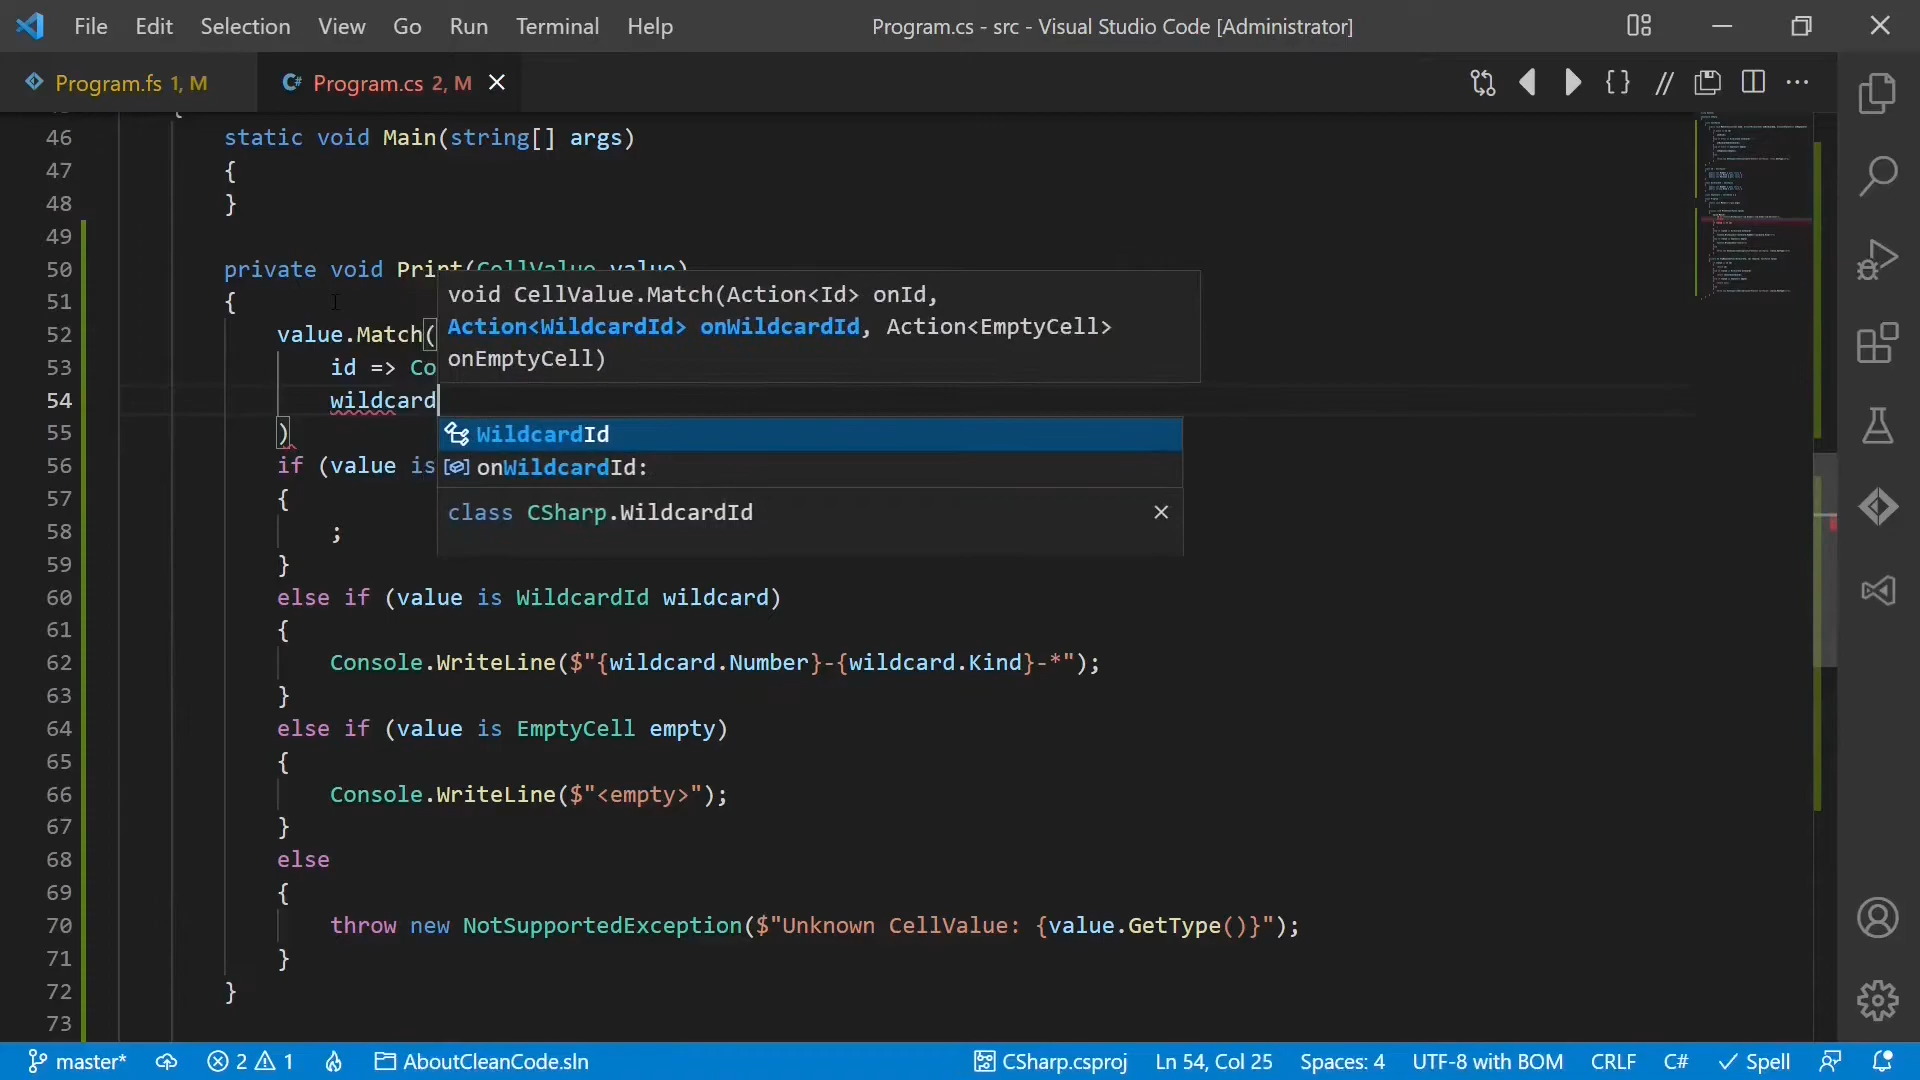 File Edit Selection View Go Run Terminal Help Program.cs - src - Visual Studio Code [Administrator]
Program.fs 1, M C# Program.cs 2, M
46 static void Main(string[] args)
47 {
48 }
49
50 private void Print(CellValue value)
void CellValue.Match(Action<Id> onId,
51 {
Action<WildcardId> onWildcardId, Action<EmptyCell>
52 value.Match(
onEmptyCell)
53 id => Co
54 wildcard
55 )
WildcardId
56 if (value is
onWildcardId:
57 {
class CSharp.WildcardId
58 ;
59 }
60 else if (value is WildcardId wildcard)
61 {
62 Console.WriteLine($"{wildcard.Number}-{wildcard.Kind}-*");
63 }
64 else if (value is EmptyCell empty)
65 {
66 Console.WriteLine($"<empty>");
67 }
68 else
69 {
70 throw new NotSupportedException($"Unknown CellValue: {value.GetType()}");
71 }
72 }
73
master* 2 1 AboutCleanCode.sln CSharp.csproj Ln 54, Col 25 Spaces: 4 UTF-8 with BOM CRLF C# Spell